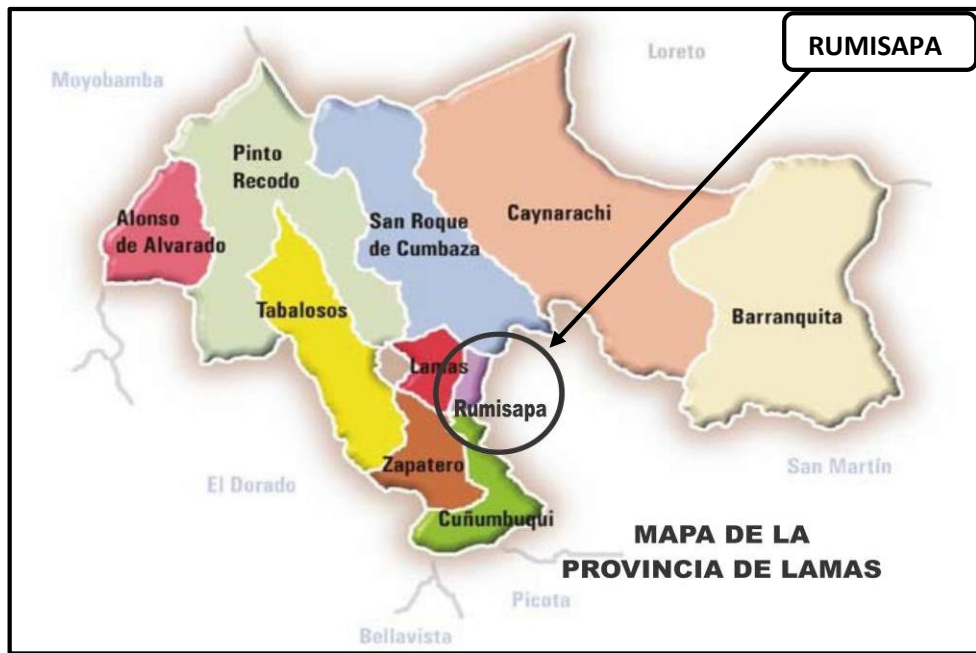 RUMISAPA
Loreto
Moyobamba
Pinto
Recodo
Alonso
de Alvarado
San Roque
de Cumbaza
Caynarachi
Tabalosos
Barranquita
Lamas
Rumisapa
Zapatero
San Martín
El Dorado
Cuñumbuqui
MAPA DE LA
PROVINCIA DE LAMAS
Picota
Bellavista